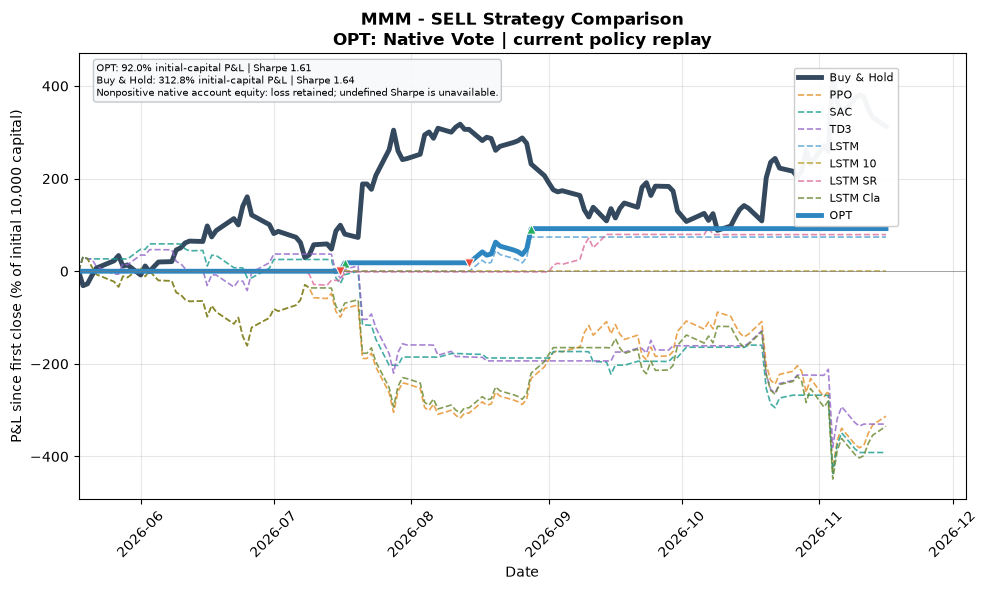 MMM - SELL Strategy Comparison
OPT: Native Vote | current policy replay
OPT: 92.0% initial-capital P&L | Sharpe 1.61
Buy & Hold: 312.8% initial-capital P&L | Sharpe 1.64
Nonpositive native account equity: loss retained; undefined Sharpe is unavailable.
Buy & Hold
PPO
SAC
TD3
LSTM
LSTM 10
LSTM SR
LSTM Cla
OPT
P&L since first close (% of initial 10,000 capital)
400
200
0
−200
−400
2026-06
2026-07
2026-08
2026-09
2026-10
2026-11
2026-12
Date